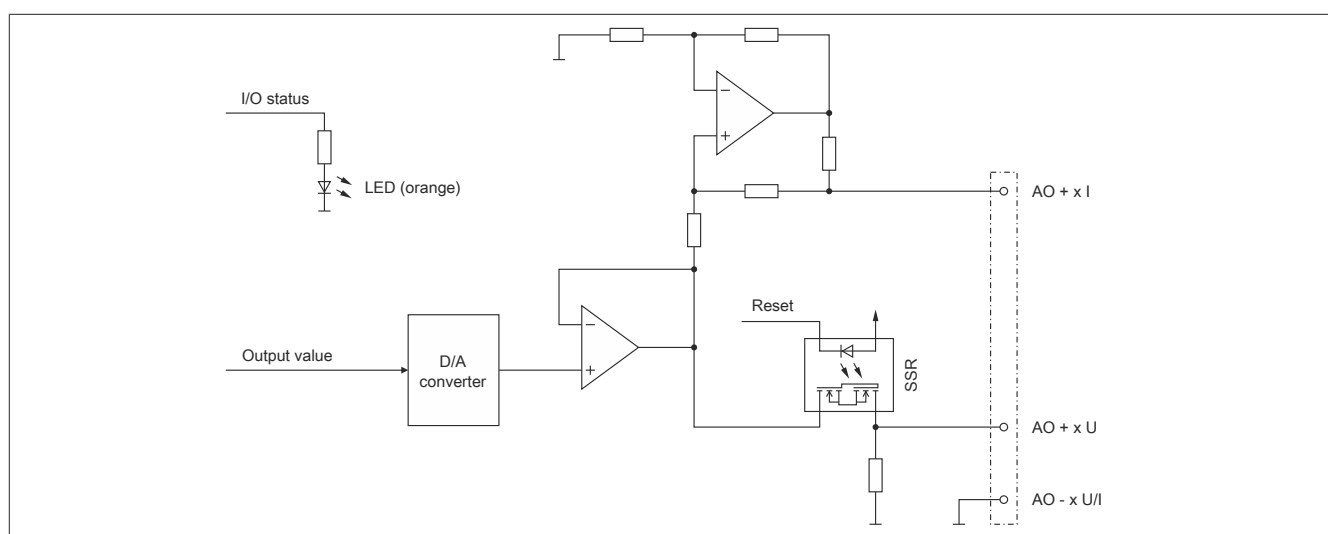 I/O status
LED (orange)
Output value
D/A
converter
−
+
−
+
Reset
SSR
AO + x I
AO + x U
AO - x U/I